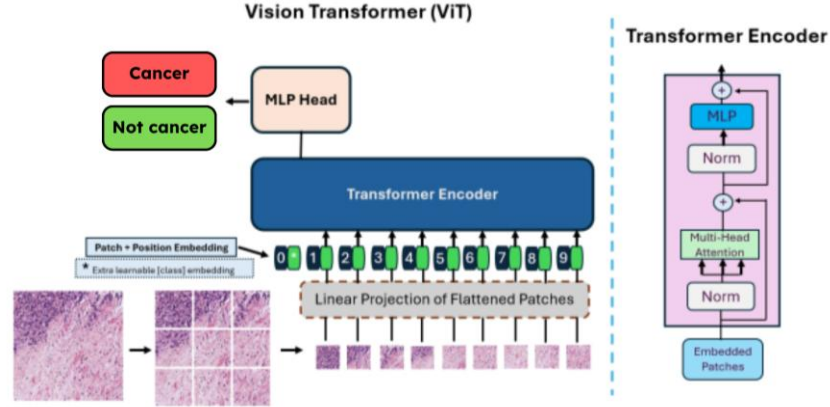 Vision Transformer (ViT)
Cancer
Not cancer
MLP Head
Transformer Encoder
Patch + Position Embedding
* Extra learnable [class] embedding
0 * 1 2 3 4 5 6 7 8 9
Linear Projection of Flattened Patches
Transformer Encoder
+
MLP
Norm
+
Multi-Head
Attention
Norm
Embedded
Patches